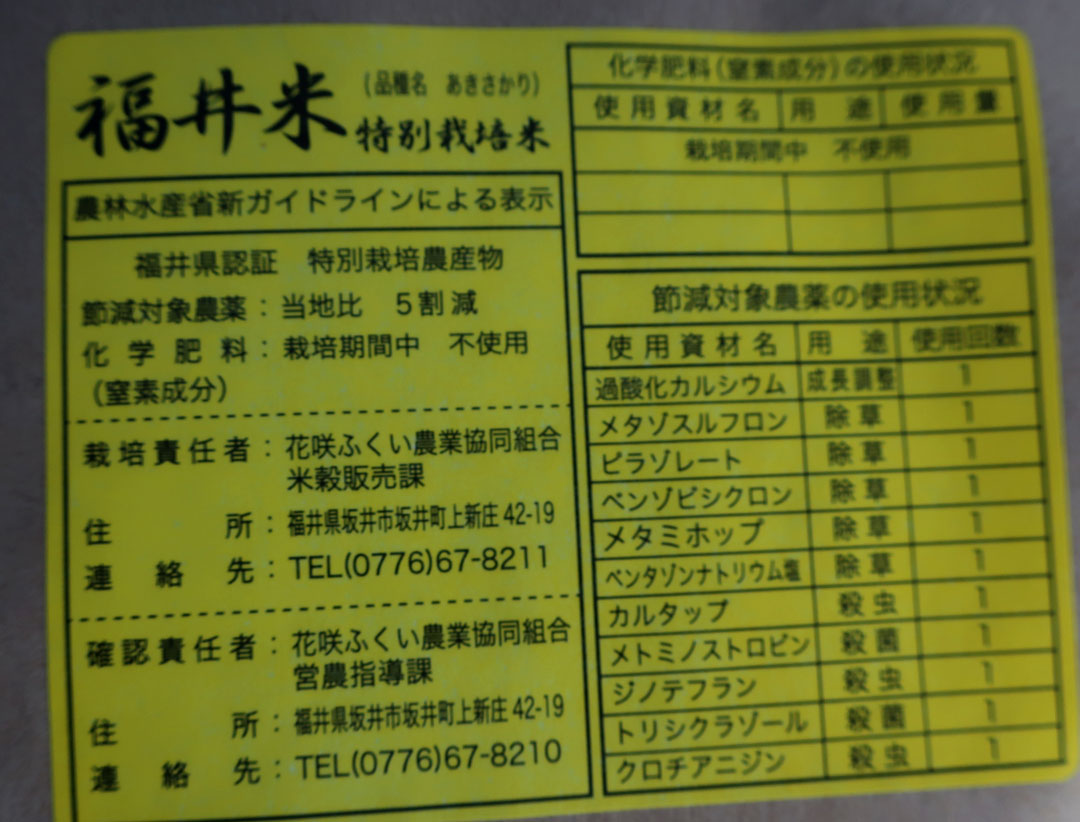 福井米
(品種名 あきさかり)
特別栽培米
農林水産省新ガイドラインによる表示
福井県認証 特別栽培農産物
節減対象農薬：当地比 5割減
化学肥料：栽培期間中 不使用
(窒素成分)
栽培責任者：花咲ふくい農業協同組合
米穀販売課
住所：福井県坂井市坂井町上新庄 42-19
連絡先：TEL(0776)67-8211
確認責任者：花咲ふくい農業協同組合
営農指導課
住所：福井県坂井市坂井町上新庄 42-19
連絡先：TEL(0776)67-8210
化学肥料(窒素成分)の使用状況
使用資材名 用途 使用量
栽培期間中 不使用
節減対象農薬の使用状況
使用資材名 用途 使用回数
過酸化カルシウム 成長調整 1
メタゾスルフロン 除草 1
ピラゾレート 除草 1
ベンゾビシクロン 除草 1
メタミホップ 除草 1
ベンタゾンナトリウム塩 除草 1
カルタップ 殺虫 1
メトミノストロビン 殺菌 1
ジノテフラン 殺虫 1
トリシクラゾール 殺菌 1
クロチアニジン 殺虫 1